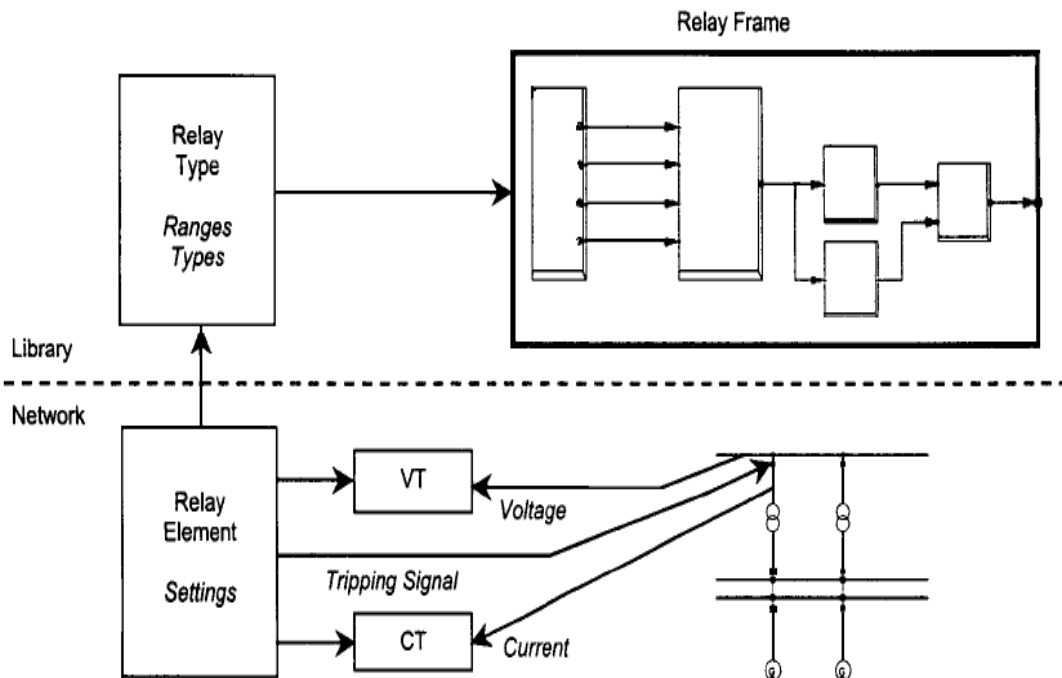 Relay Frame
Relay
Type
Ranges
Types
Library
Network
Relay
Element
Settings
VT
Voltage
Tripping Signal
CT
Current
G
G